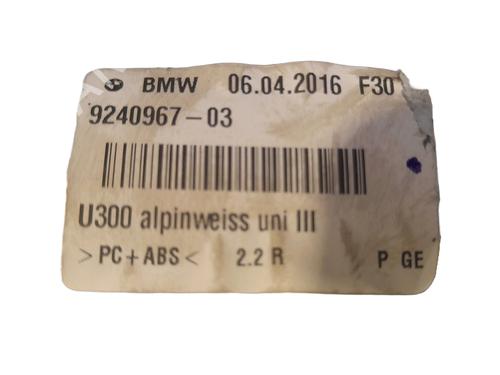 BMW 06.04.2016 F30
9240967-03
U300 alpinweiss uni III
>PC+ABS< 2.2 R P GE